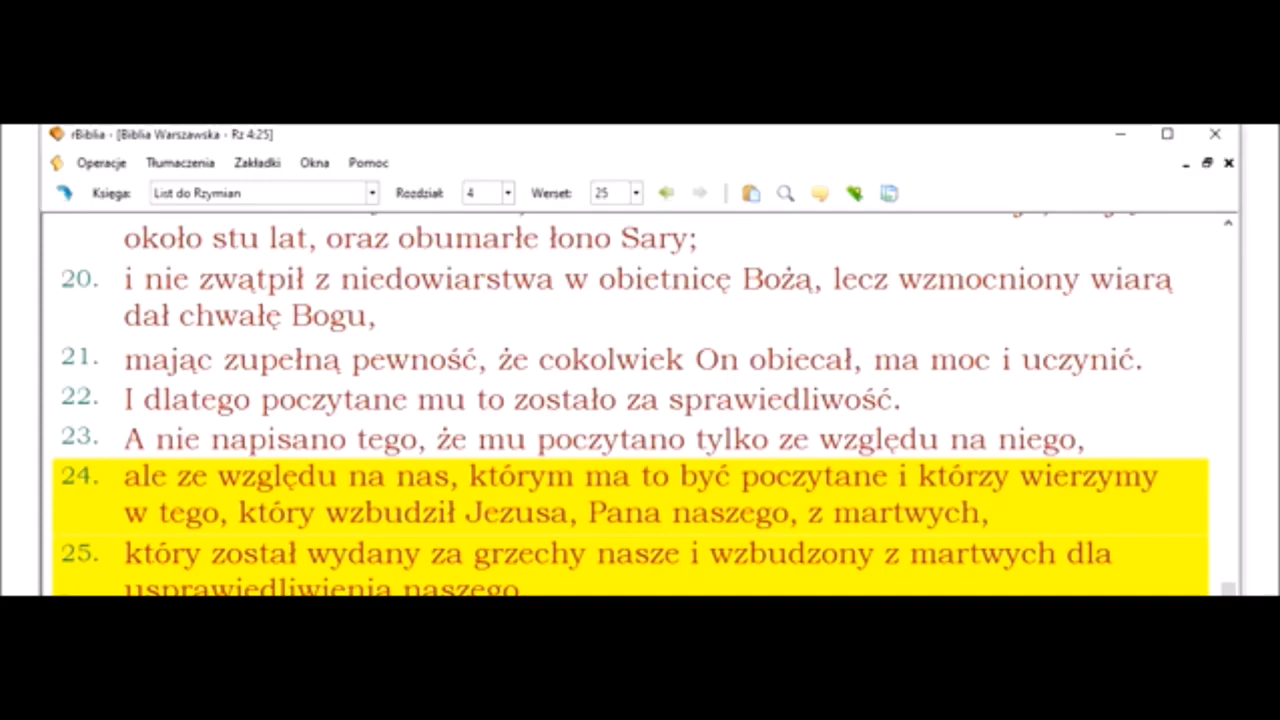 rBiblia - [Biblia Warszawska - Rz 4:25]
Operacje Tłumaczenia Zakładki Okna Pomoc
Księga: List do Rzymian Rozdział: 4 Werset: 25
około stu lat, oraz obumarłe łono Sary;
20. i nie zwątpił z niedowiarstwa w obietnicę Bożą, lecz wzmocniony wiarą
dał chwałę Bogu,
21. mając zupełną pewność, że cokolwiek On obiecał, ma moc i uczynić.
22. I dlatego poczytane mu to zostało za sprawiedliwość.
23. A nie napisano tego, że mu poczytano tylko ze względu na niego,
24. ale ze względu na nas, którym ma to być poczytane i którzy wierzymy
w tego, który wzbudził Jezusa, Pana naszego, z martwych,
25. który został wydany za grzechy nasze i wzbudzony z martwych dla
usprawiedliwienia naszego